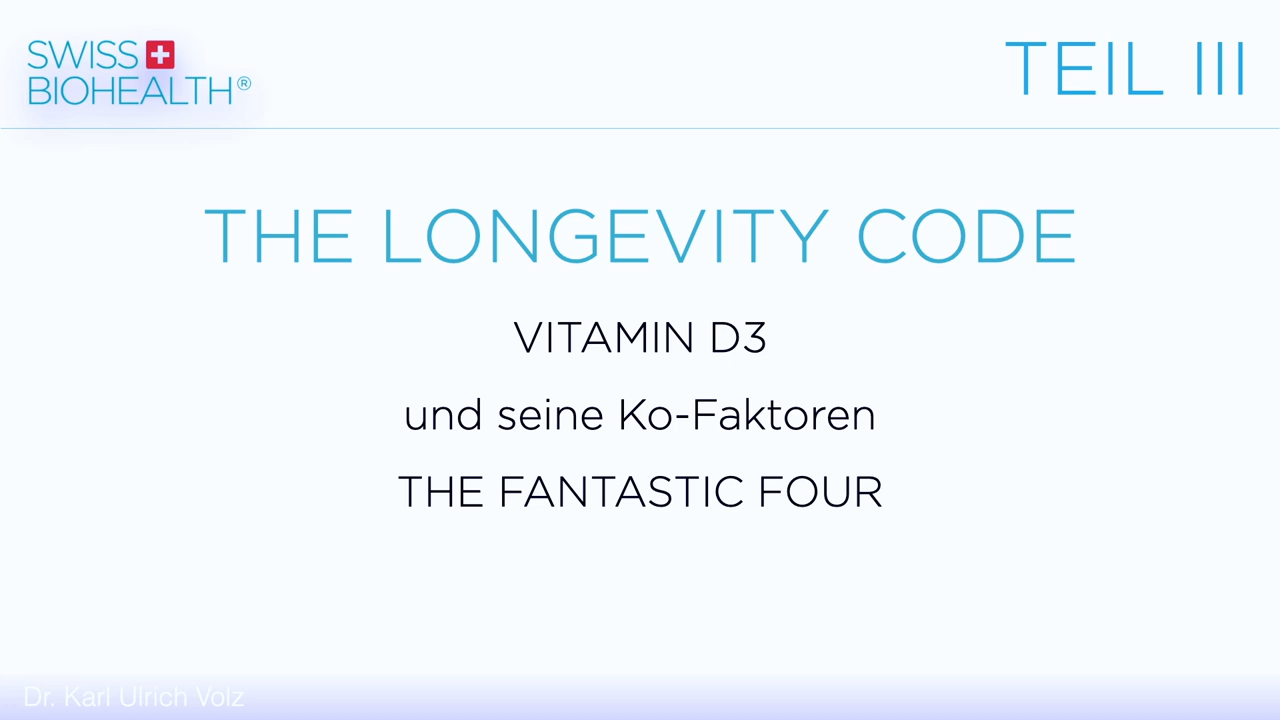 SWISS
BIOHEALTH®
TEIL III
THE LONGEVITY CODE
VITAMIN D3
und seine Ko-Faktoren
THE FANTASTIC FOUR
Dr. Karl Ulrich Volz